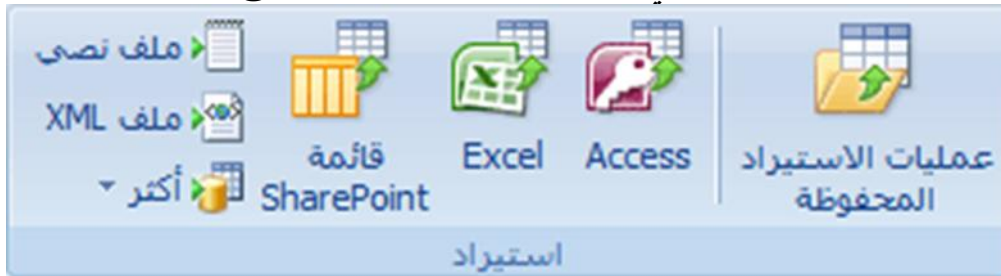 عمليات الاستيراد
المحفوظة
Access
Excel
قائمة
SharePoint
ملف نصي
ملف XML
أكثر
استيراد